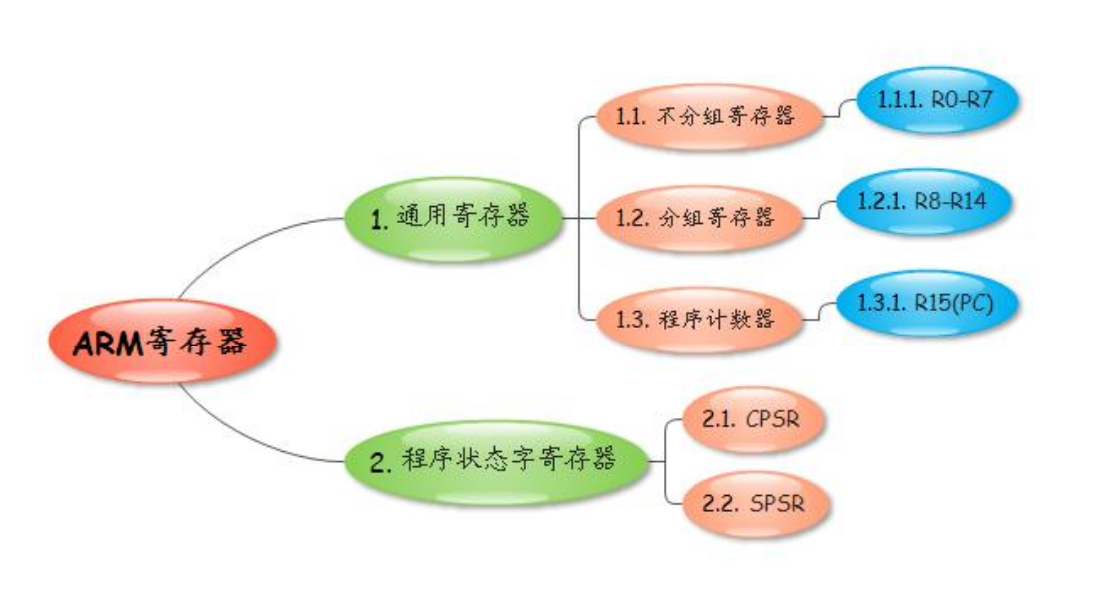 ARM寄存器
1. 通用寄存器
1.1. 不分组寄存器
1.1.1. R0-R7
1.2. 分组寄存器
1.2.1. R8-R14
1.3. 程序计数器
1.3.1. R15(PC)
2. 程序状态字寄存器
2.1. CPSR
2.2. SPSR